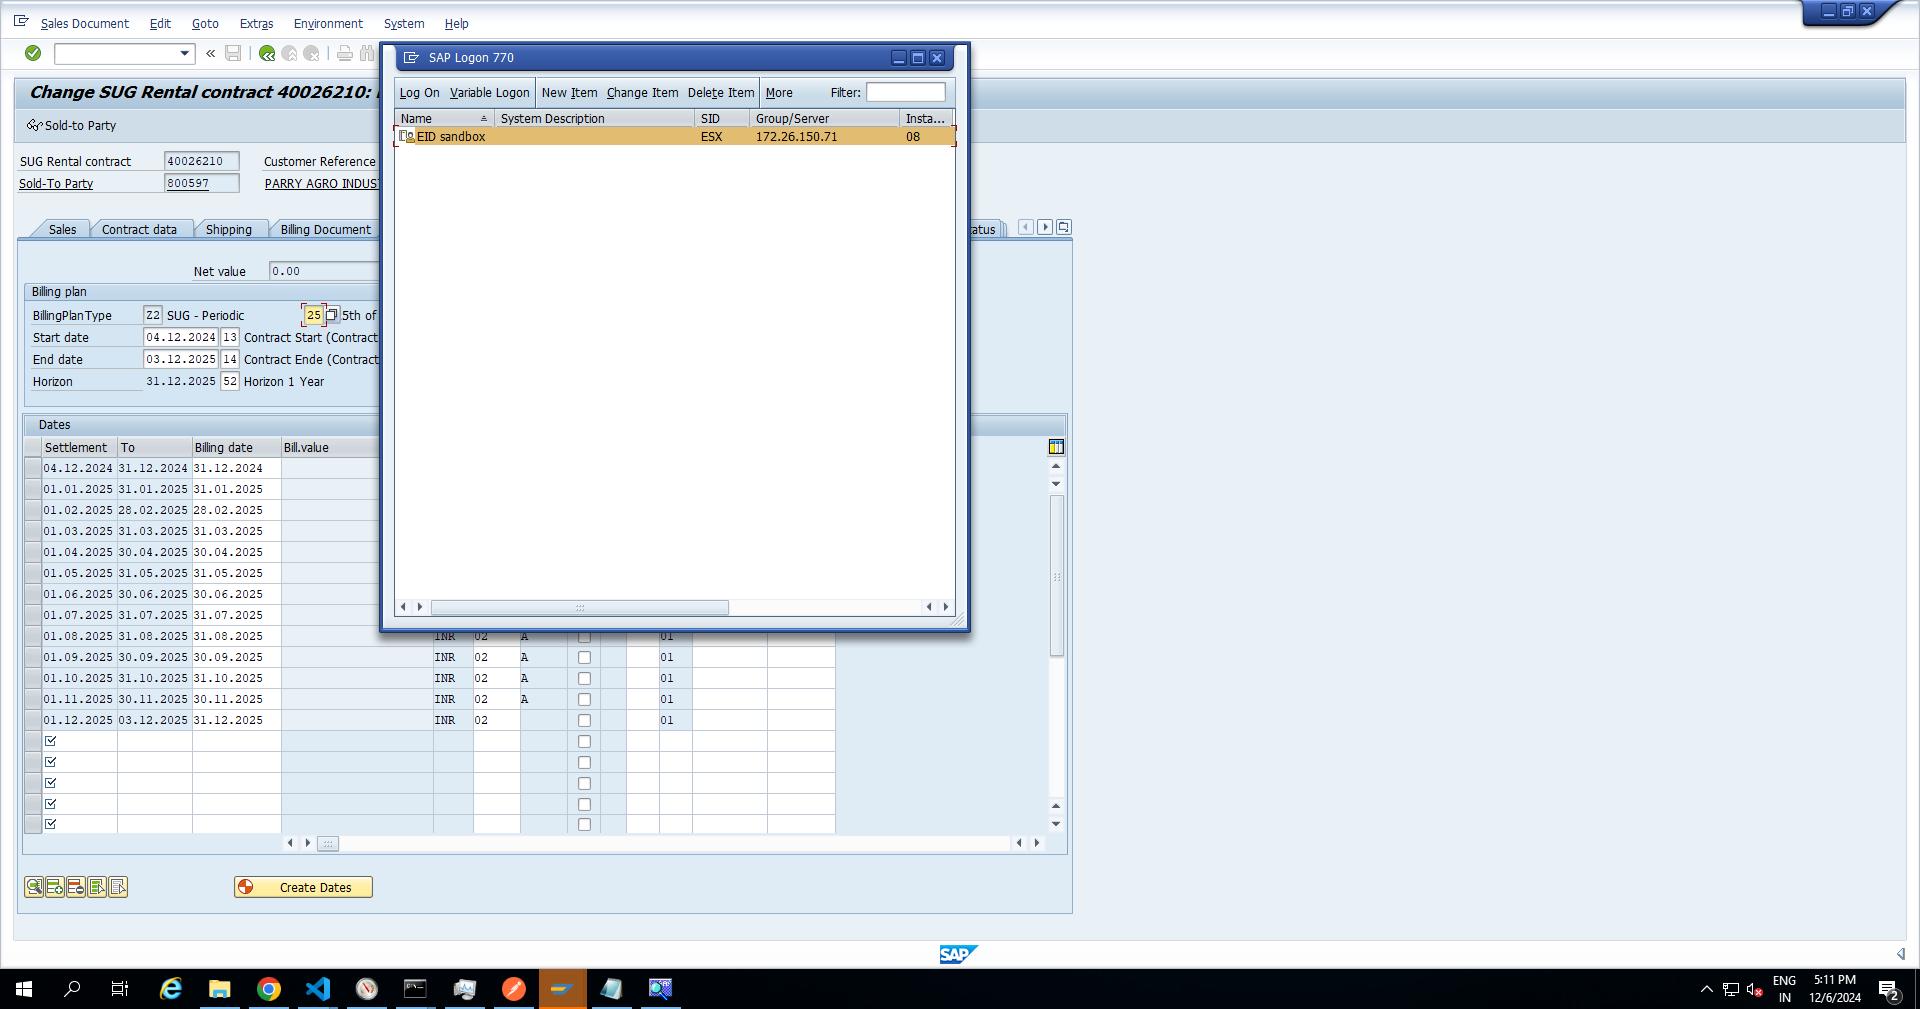 Sales Document Edit Goto Extras Environment System Help
Change SUG Rental contract 40026210:
Sold-to Party
SUG Rental contract 40026210 Customer Reference
Sold-To Party 800597 PARRY AGRO INDUS
Sales Contract data Shipping Billing Document tatus
Net value 0.00
Billing plan
BillingPlanType Z2 SUG - Periodic 25 5th of
Start date 04.12.2024 13 Contract Start (Contract
End date 03.12.2025 14 Contract Ende (Contract
Horizon 31.12.2025 52 Horizon 1 Year
Dates
Settlement To Billing date Bill.value
04.12.2024 31.12.2024 31.12.2024
01.01.2025 31.01.2025 31.01.2025
01.02.2025 28.02.2025 28.02.2025
01.03.2025 31.03.2025 31.03.2025
01.04.2025 30.04.2025 30.04.2025
01.05.2025 31.05.2025 31.05.2025
01.06.2025 30.06.2025 30.06.2025
01.07.2025 31.07.2025 31.07.2025
01.08.2025 31.08.2025 31.08.2025 INR 02 A 01
01.09.2025 30.09.2025 30.09.2025 INR 02 A 01
01.10.2025 31.10.2025 31.10.2025 INR 02 A 01
01.11.2025 30.11.2025 30.11.2025 INR 02 A 01
01.12.2025 03.12.2025 31.12.2025 INR 02 01
Create Dates
SAP Logon 770
Log On Variable Logon New Item Change Item Delete Item More Filter:
Name System Description SID Group/Server Insta...
EID sandbox ESX 172.26.150.71 08
SAP
ENG 5:11 PM
IN 12/6/2024 2